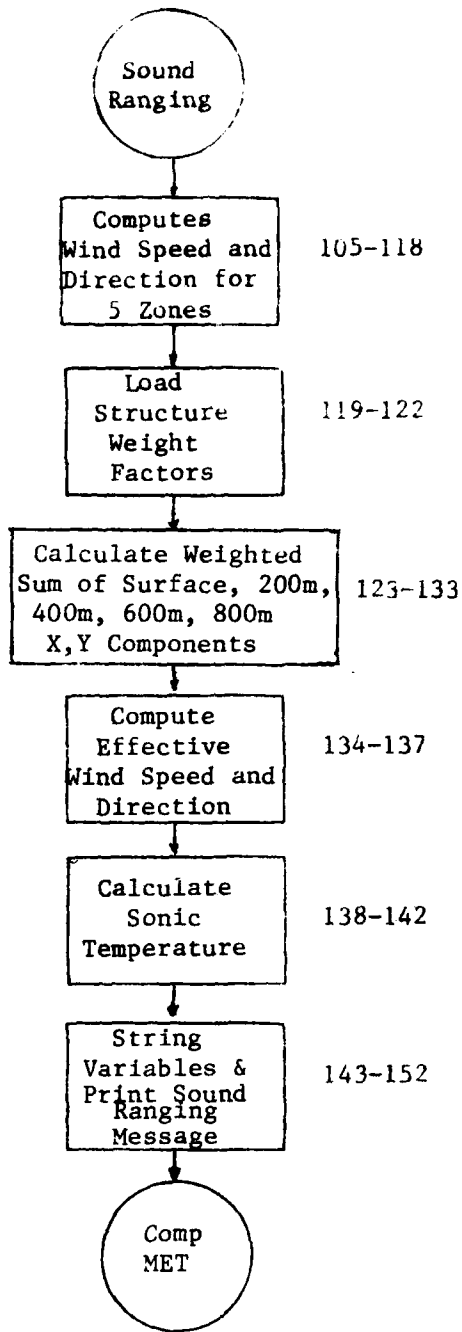 Sound
Ranging
Computes
Wind Speed and
Direction for
5 Zones
105-118
Load
Structure
Weight
Factors
119-122
Calculate Weighted
Sum of Surface, 200m,
400m, 600m, 800m
X,Y Components
123-133
Compute
Effective
Wind Speed and
Direction
134-137
Calculate
Sonic
Temperature
138-142
String
Variables &
Print Sound
Ranging
Message
143-152
Comp
MET